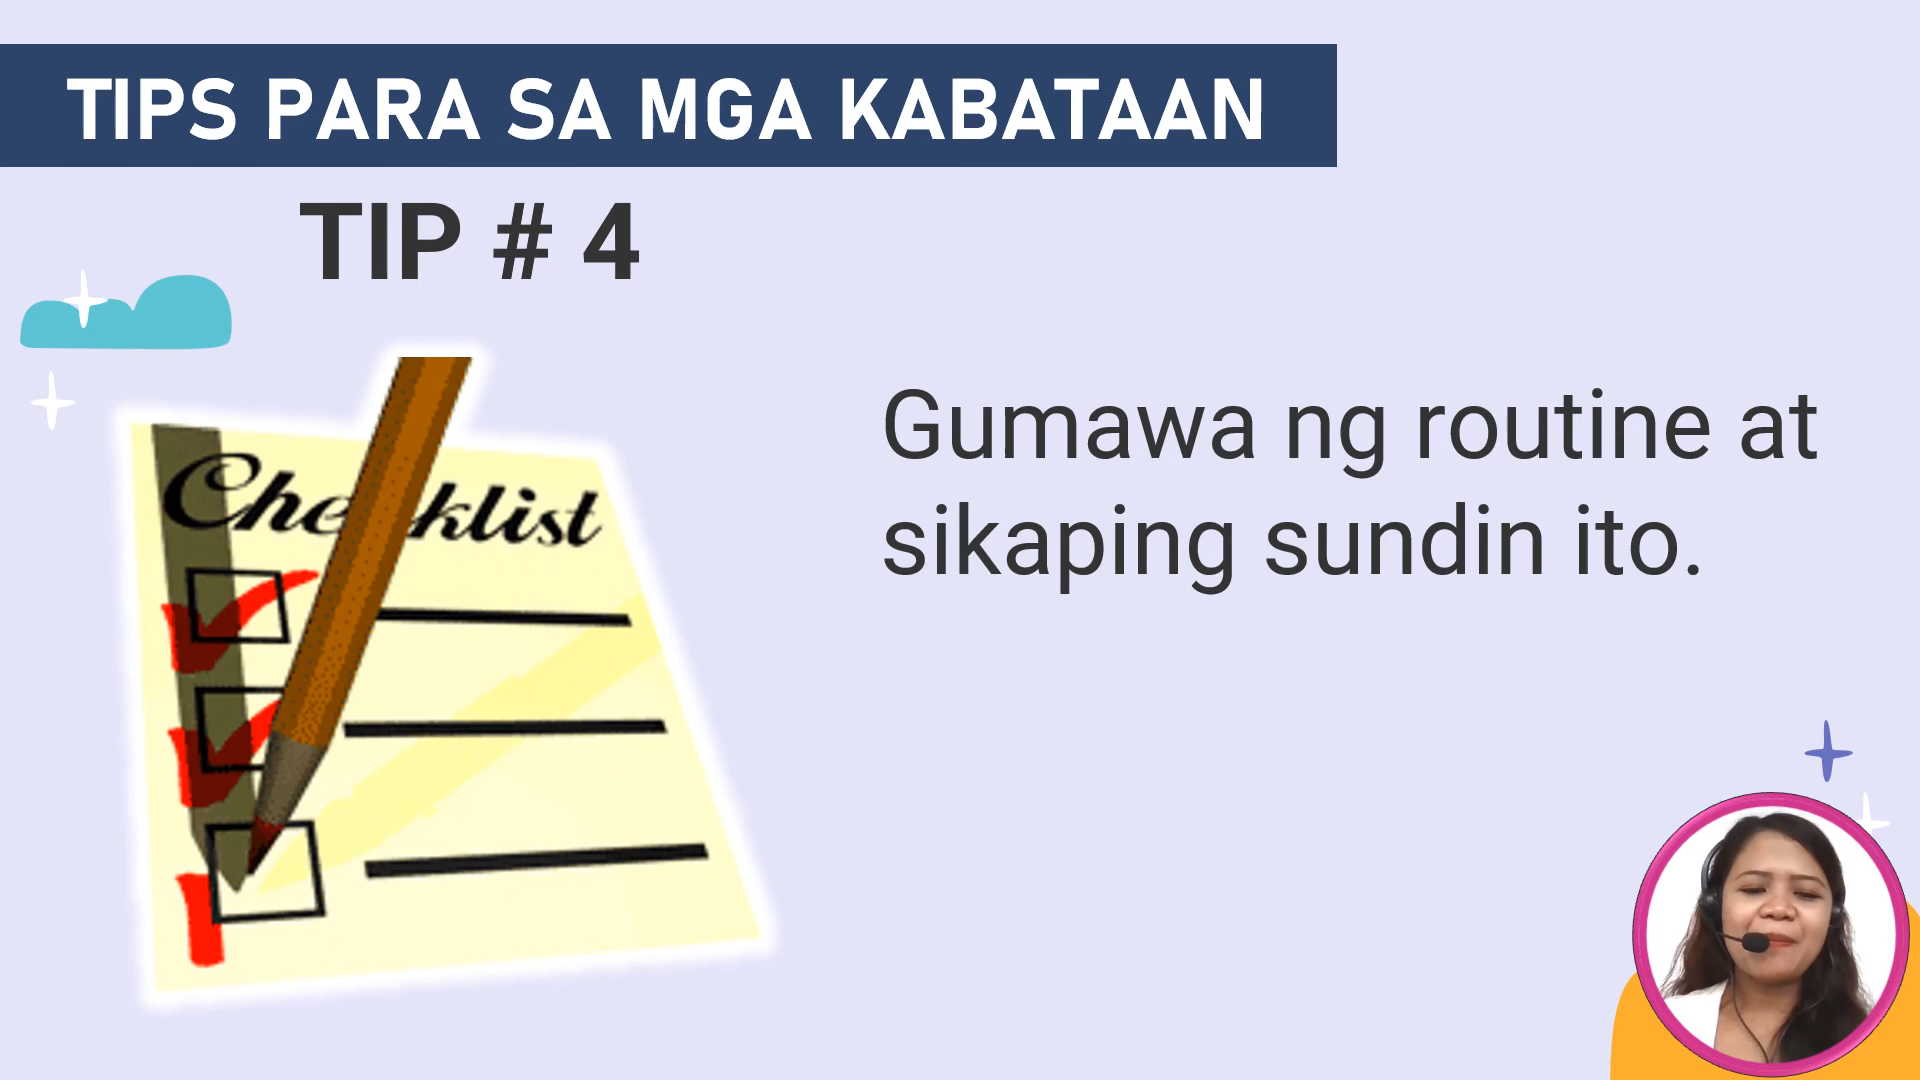 TIPS PARA SA MGA KABATAAN
TIP # 4
Gumawa ng routine at
sikaping sundin ito.
Checklist